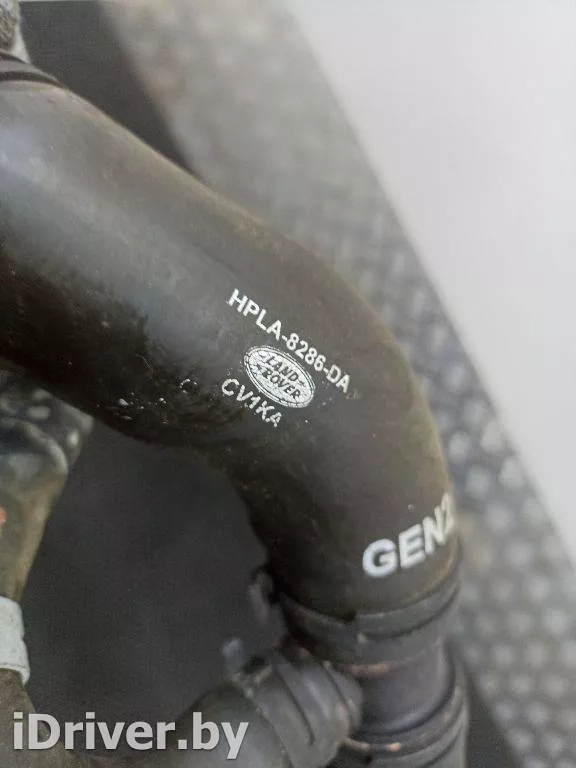 HPLA-8286-DA
LAND
ROVER
CV1KA
GEN2
iDriver.by